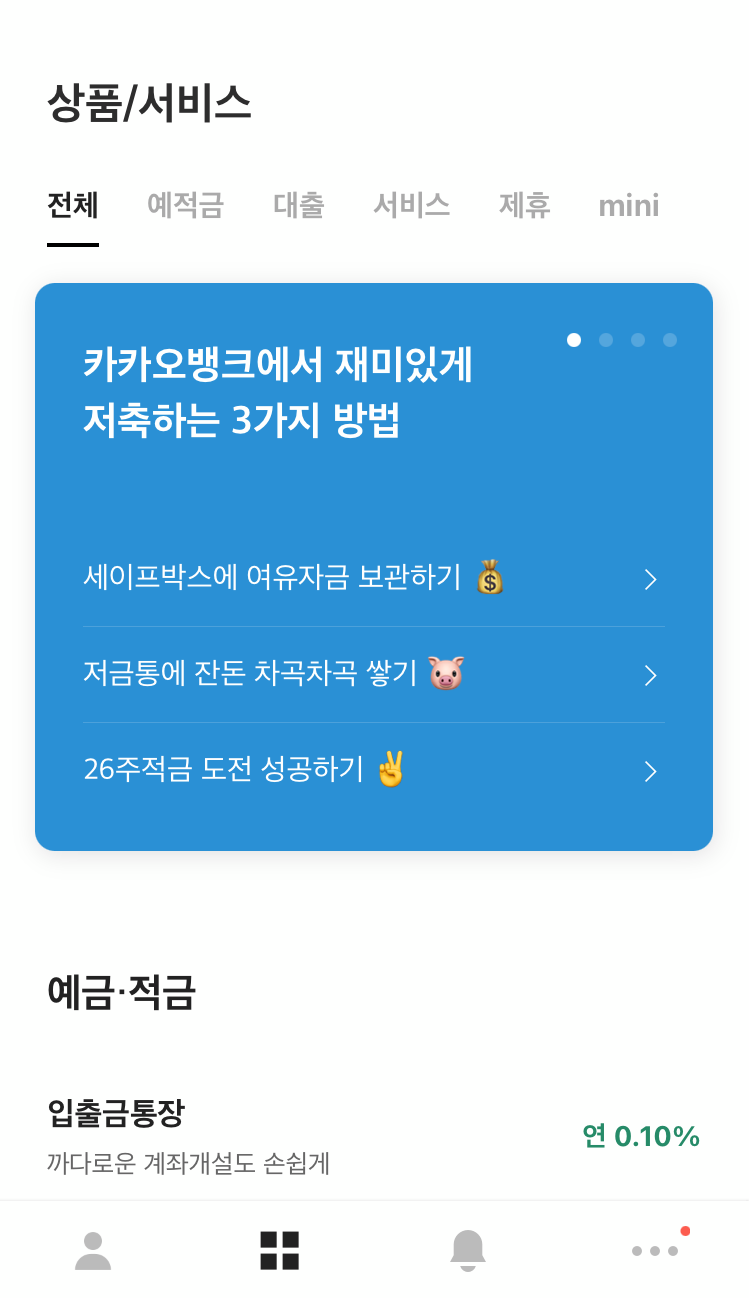 상품/서비스
전체 예적금 대출 서비스 제휴 mini
카카오뱅크에서 재미있게
저축하는 3가지 방법
세이프박스에 여유자금 보관하기 💰
저금통에 잔돈 차곡차곡 쌓기 🐷
26주적금 도전 성공하기 ✌️
예금·적금
입출금통장
까다로운 계좌개설도 손쉽게
연 0.10%